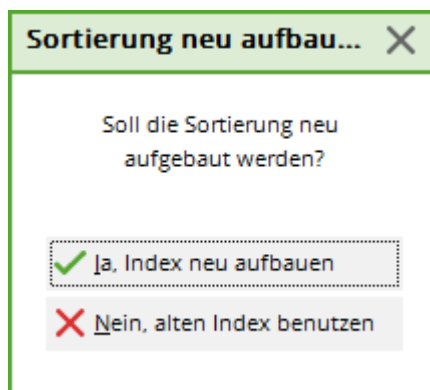 Sortierung neu aufbau...
Soll die Sortierung neu
aufgebaut werden?
Ja, Index neu aufbauen
Nein, alten Index benutzen